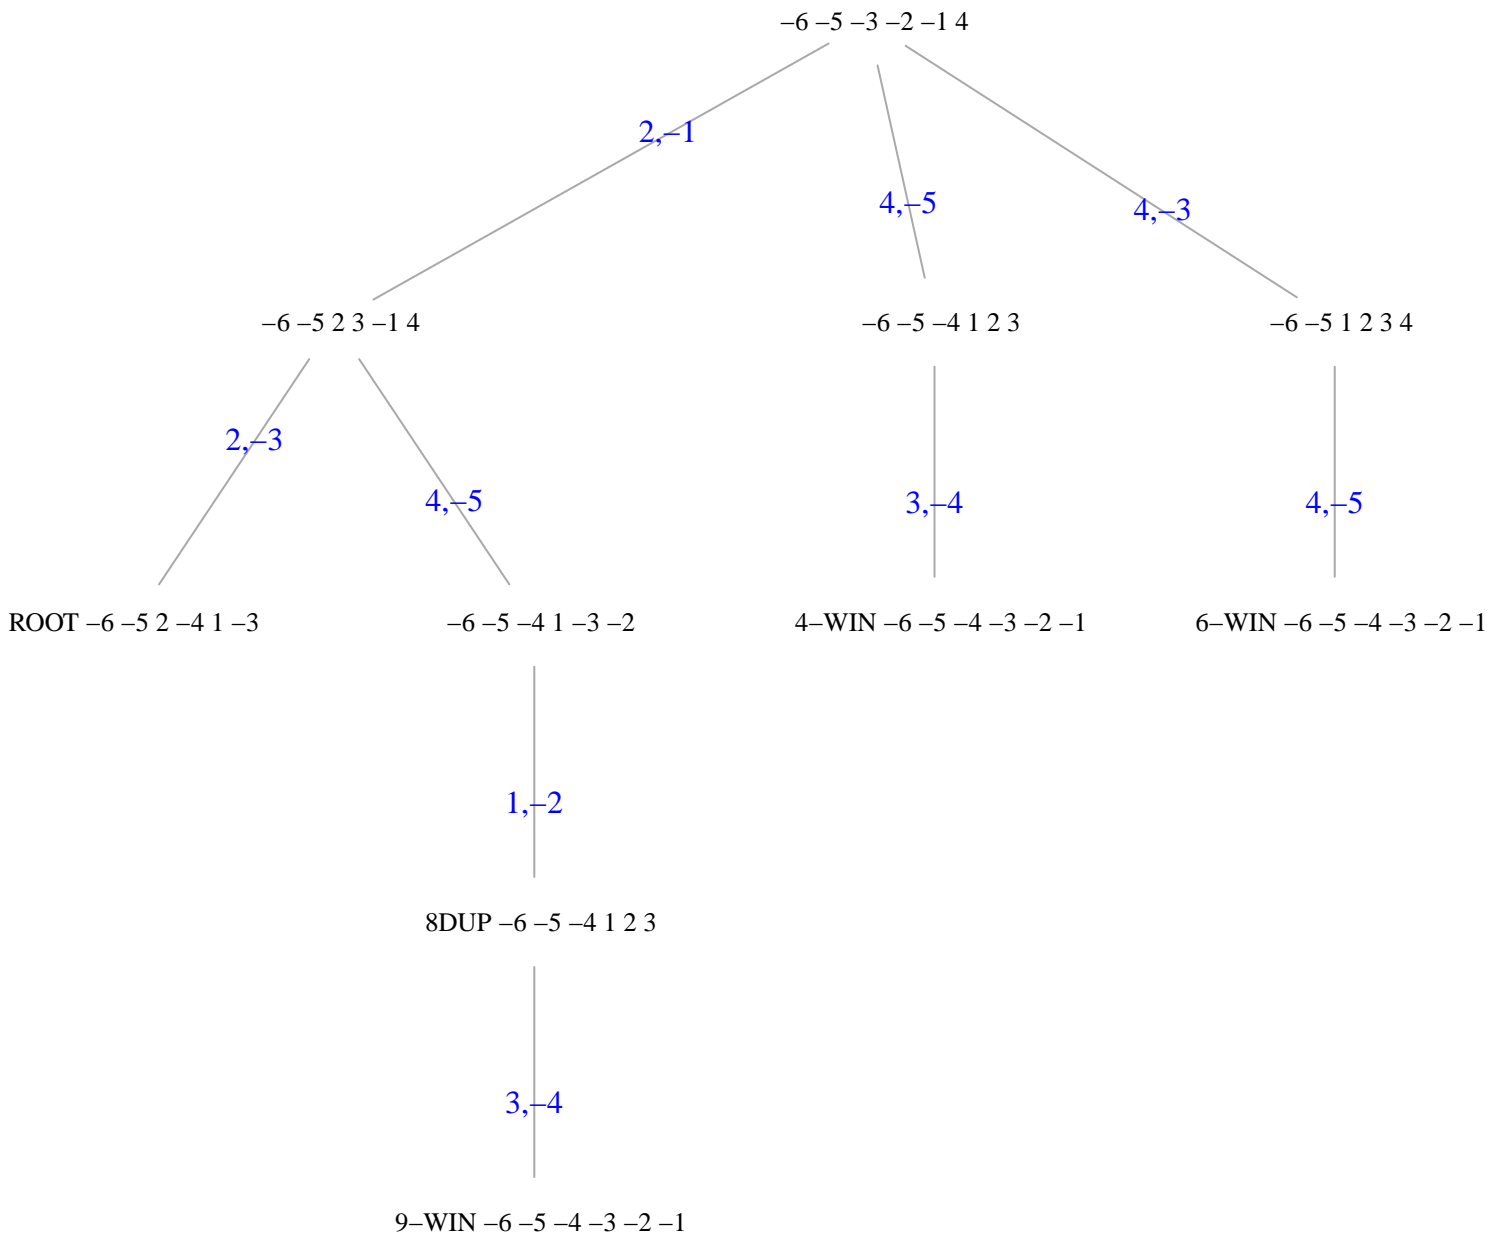 –6 –5 –3 –2 –1 4
2,–1
4,–5
4,–3
–6 –5 2 3 –1 4
–6 –5 –4 1 2 3
–6 –5 1 2 3 4
2,–3
4,–5
3,–4
4,–5
ROOT –6 –5 2 –4 1 –3
–6 –5 –4 1 –3 –2
4–WIN –6 –5 –4 –3 –2 –1
6–WIN –6 –5 –4 –3 –2 –1
1,–2
8DUP –6 –5 –4 1 2 3
3,–4
9–WIN –6 –5 –4 –3 –2 –1